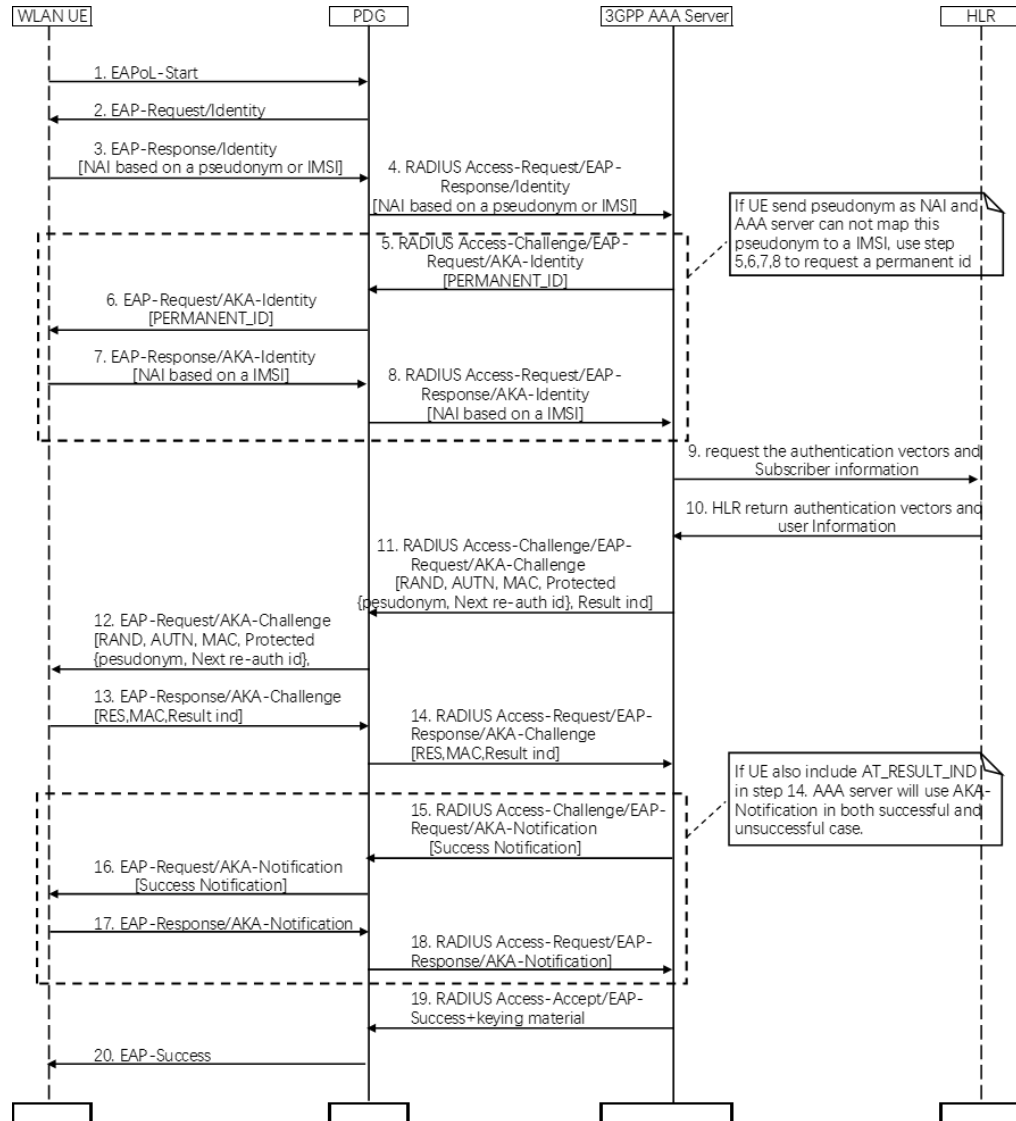 WLAN UE
PDG
3GPP AAA Server
HLR
1. EAPoL-Start
2. EAP-Request/Identity
3. EAP-Response/Identity
[NAI based on a pseudonym or IMSI]
4. RADIUS Access-Request/EAP-
Response/Identity
[NAI based on a pseudonym or IMSI]
If UE send pseudonym as NAI and
AAA server can not map this
pseudonym to a IMSI, use step
5,6,7,8 to request a permanent id
5. RADIUS Access-Challenge/EAP-
Request/AKA-Identity
[PERMANENT_ID]
6. EAP-Request/AKA-Identity
[PERMANENT_ID]
7. EAP-Response/AKA-Identity
[NAI based on a IMSI]
8. RADIUS Access-Request/EAP-
Response/AKA-Identity
[NAI based on a IMSI]
9. request the authentication vectors and
Subscriber information
10. HLR return authentication vectors and
user Information
11. RADIUS Access-Challenge/EAP-
Request/AKA-Challenge
[RAND, AUTN, MAC, Protected
{pesudonym, Next re-auth id}, Result ind]
12. EAP-Request/AKA-Challenge
[RAND, AUTN, MAC, Protected
{pesudonym, Next re-auth id},
13. EAP-Response/AKA-Challenge
[RES,MAC,Result ind]
14. RADIUS Access-Request/EAP-
Response/AKA-Challenge
[RES,MAC,Result ind]
If UE also include AT_RESULT_IND
in step 14. AAA server will use AKA-
Notification in both successful and
unsuccessful case.
15. RADIUS Access-Challenge/EAP-
Request/AKA-Notification
[Success Notification]
16. EAP-Request/AKA-Notification
[Success Notification]
17. EAP-Response/AKA-Notification
18. RADIUS Access-Request/EAP-
Response/AKA-Notification]
19. RADIUS Access-Accept/EAP-
Success+keying material
20. EAP-Success